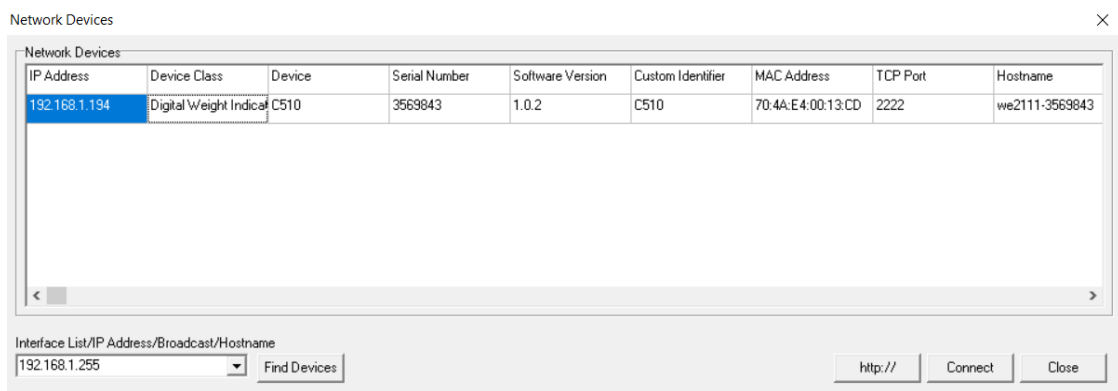 Network Devices
Network Devices
IP Address Device Class Device Serial Number Software Version Custom Identifier MAC Address TCP Port Hostname
192.168.1.194 Digital Weight Indicat C510 3569843 1.0.2 C510 70:4A:E4:00:13:CD 2222 we2111-3569843
Interface List/IP Address/Broadcast/Hostname
192.168.1.255 Find Devices http:// Connect Close